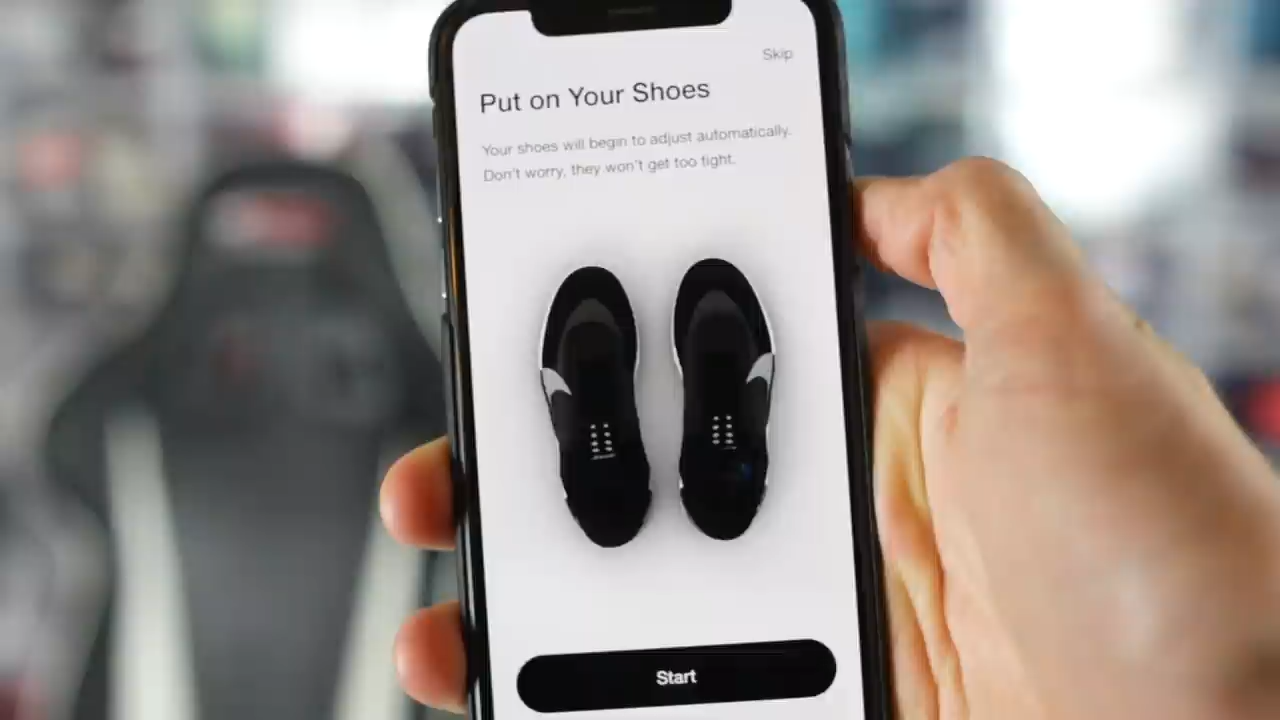 Skip
Put on Your Shoes
Your shoes will begin to adjust automatically.
Don't worry, they won't get too tight.
Start